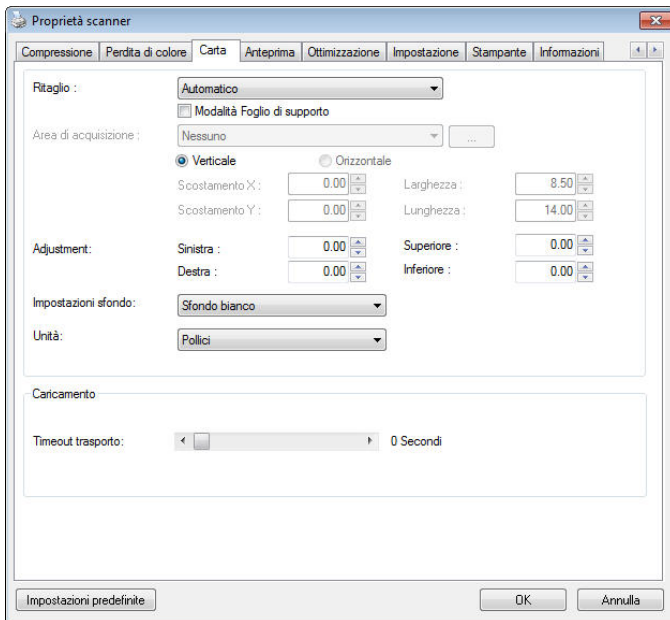 Proprietà scanner
Compressione Perdita di colore Carta Anteprima Ottimizzazione Impostazione Stampante Informazioni
Ritaglio : Automatico
Modalità Foglio di supporto
Area di acquisizione : Nessuno ...
Verticale Orizzontale
Scostamento X : 0.00 Larghezza : 8.50
Scostamento Y : 0.00 Lunghezza : 14.00
Adjustment: Sinistra : 0.00 Superiore : 0.00
Destra : 0.00 Inferiore : 0.00
Impostazioni sfondo: Sfondo bianco
Unità: Pollici
Caricamento
Timeout trasporto: 0 Secondi
Impostazioni predefinite OK Annulla